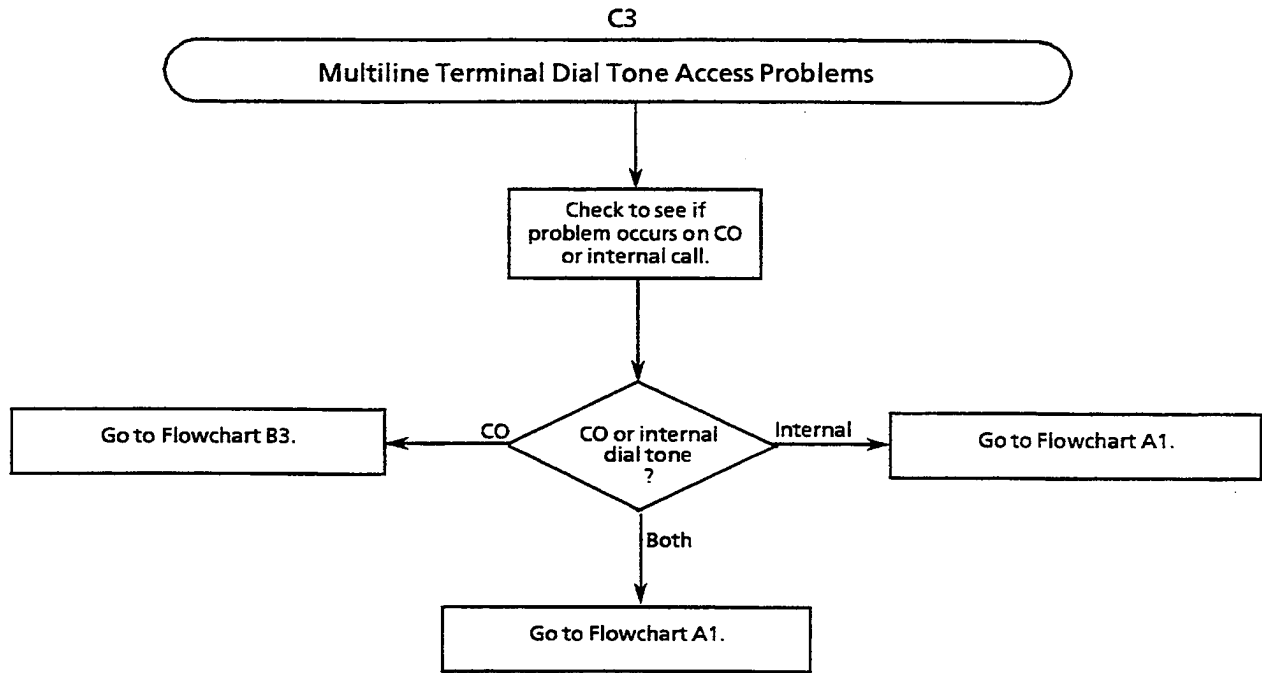 C3
Multiline Terminal Dial Tone Access Problems
Check to see if
problem occurs on CO
or internal call.
Go to Flowchart B3.
CO
CO or internal
dial tone
?
Internal
Go to Flowchart A1.
Both
Go to Flowchart A1.